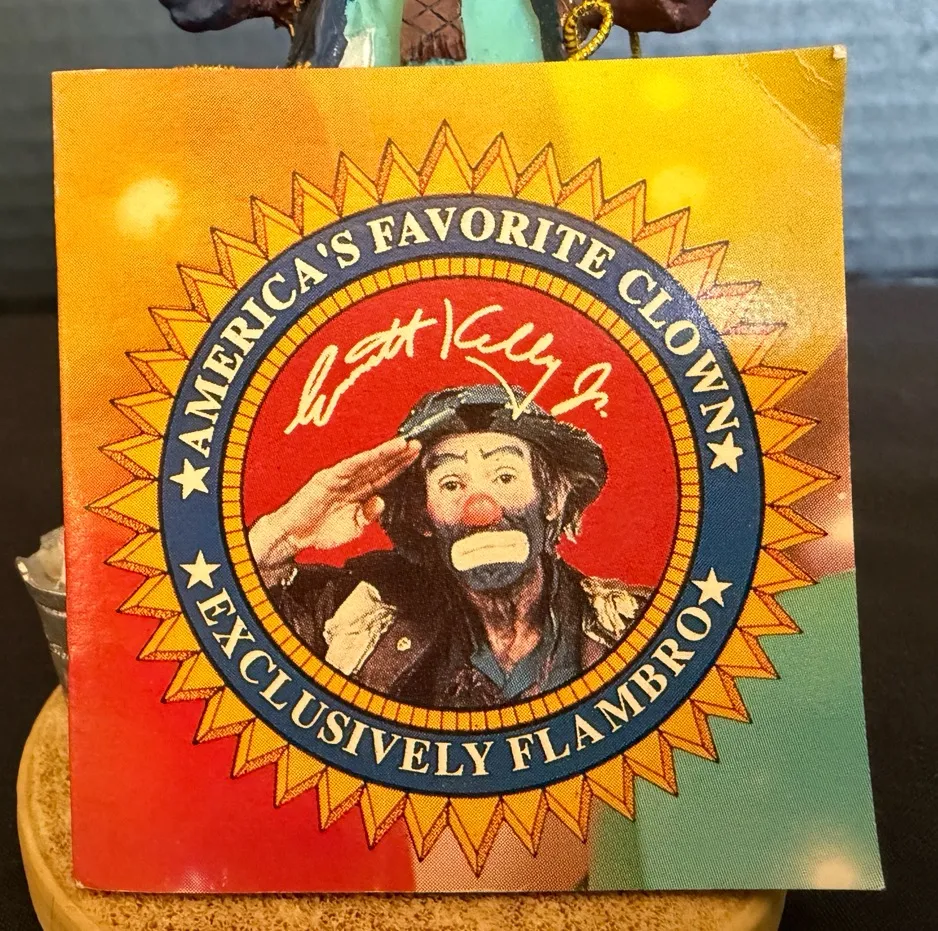 ★AMERICA'S FAVORITE CLOWN★
Emmett Kelly Jr.
★EXCLUSIVELY FLAMBRO★